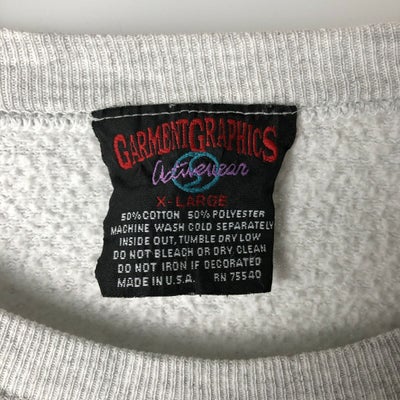 GARMENTGRAPHICS
Activewear
X-LARGE
50% COTTON 50% POLYESTER
MACHINE WASH COLD SEPARATELY
INSIDE OUT, TUMBLE DRY LOW
DO NOT BLEACH OR DRY CLEAN
DO NOT IRON IF DECORATED
MADE IN U.S.A. RN 75540